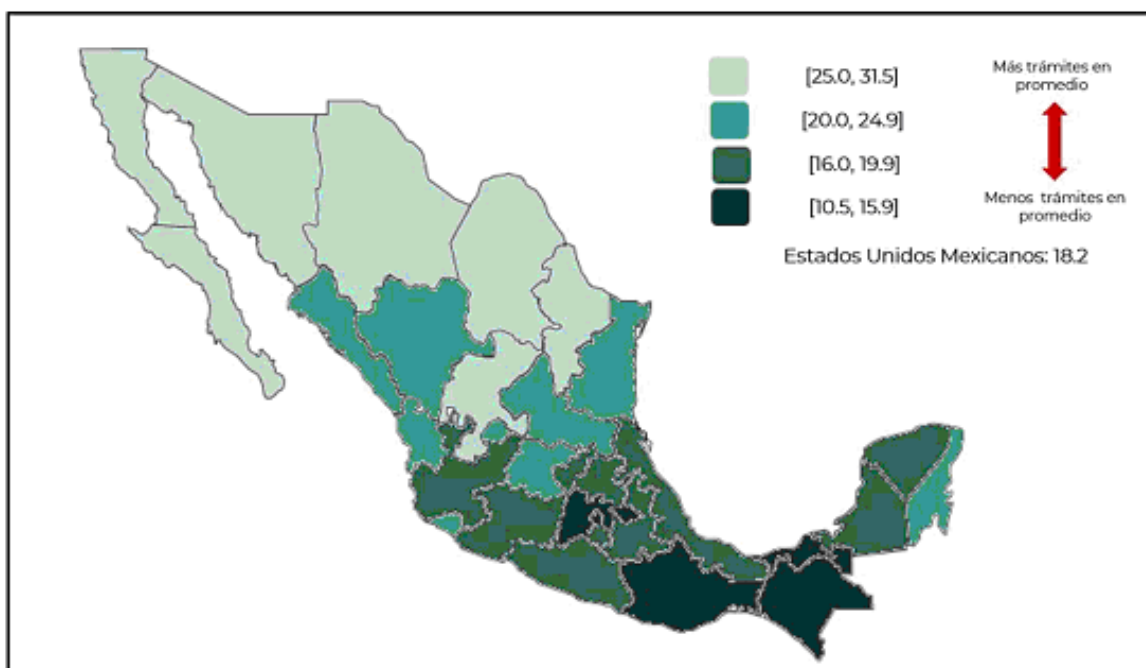 [25.0, 31.5]
[20.0, 24.9]
[16.0, 19.9]
[10.5, 15.9]
Más trámites en
promedio
Menos trámites en
promedio
Estados Unidos Mexicanos: 18.2